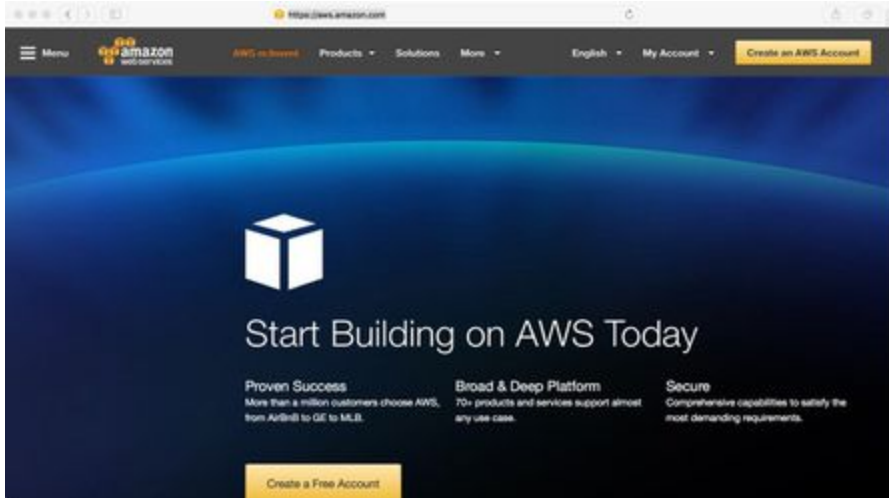 https://aws.amazon.com
Menu
amazon
webservices
AWS re:Invent
Products
Solutions
More
English
My Account
Create an AWS Account
Start Building on AWS Today
Proven Success
More than a million customers choose AWS,
from AirBnB to GE to MLB.
Broad & Deep Platform
70+ products and services support almost
any use case.
Secure
Comprehensive capabilities to satisfy the
most demanding requirements.
Create a Free Account